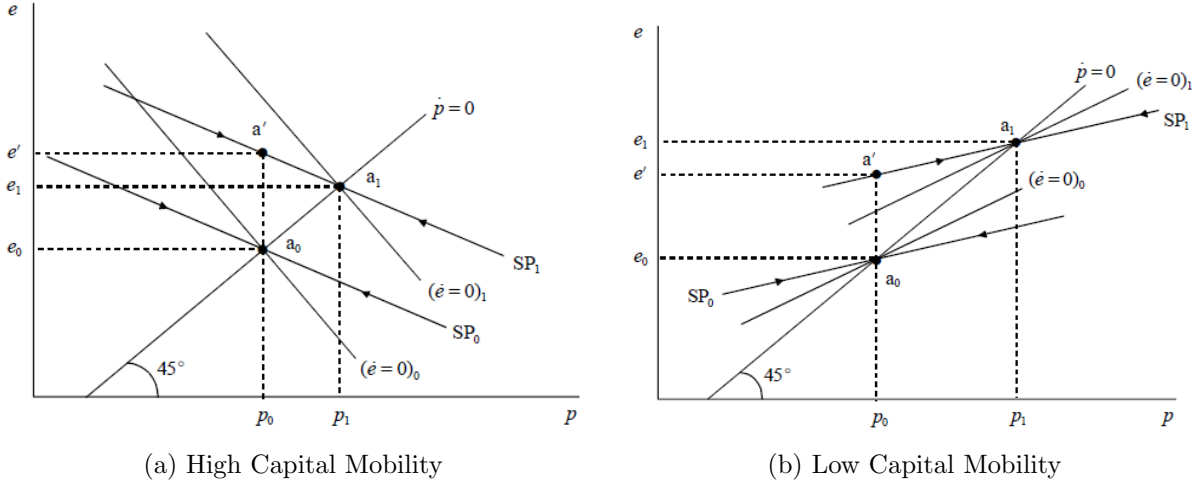 e
ṗ = 0
a′
e′
a₁
e₁
e₀
a₀
SP₁
(ė = 0)₁
SP₀
(ė = 0)₀
45°
p₀
p₁
p
(a) High Capital Mobility
e
ṗ = 0
(ė = 0)₁
a₁
SP₁
e₁
a′
e′
(ė = 0)₀
e₀
a₀
SP₀
45°
p₀
p₁
p
(b) Low Capital Mobility